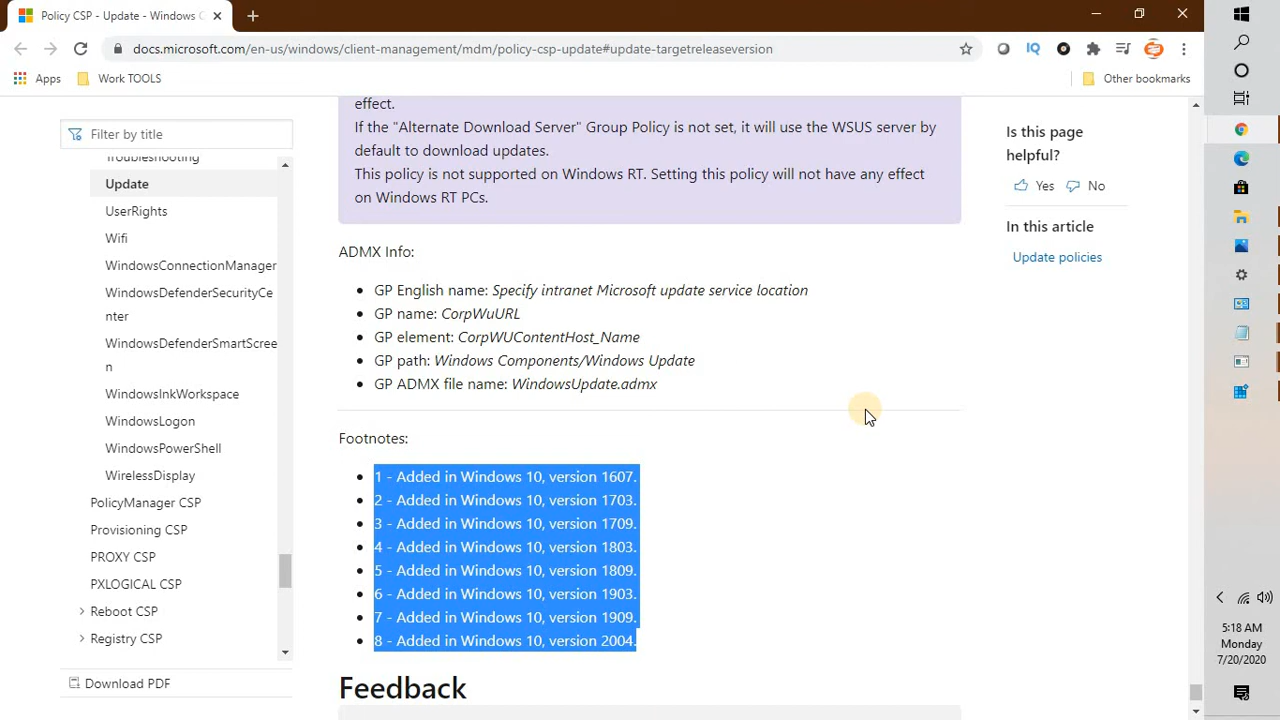 Policy CSP - Update - Windows C
docs.microsoft.com/en-us/windows/client-management/mdm/policy-csp-update#update-targetreleaseversion
IQ
Apps
Work TOOLS
Other bookmarks
Filter by title
Troubleshooting
Update
UserRights
Wifi
WindowsConnectionManager
WindowsDefenderSecurityCe
nter
WindowsDefenderSmartScree
n
WindowsInkWorkspace
WindowsLogon
WindowsPowerShell
WirelessDisplay
PolicyManager CSP
Provisioning CSP
PROXY CSP
PXLOGICAL CSP
Reboot CSP
Registry CSP
Download PDF
effect.
If the "Alternate Download Server" Group Policy is not set, it will use the WSUS server by
default to download updates.
This policy is not supported on Windows RT. Setting this policy will not have any effect
on Windows RT PCs.
ADMX Info:
• GP English name: Specify intranet Microsoft update service location
• GP name: CorpWuURL
• GP element: CorpWUContentHost_Name
• GP path: Windows Components/Windows Update
• GP ADMX file name: WindowsUpdate.admx
Footnotes:
• 1 - Added in Windows 10, version 1607.
• 2 - Added in Windows 10, version 1703.
• 3 - Added in Windows 10, version 1709.
• 4 - Added in Windows 10, version 1803.
• 5 - Added in Windows 10, version 1809.
• 6 - Added in Windows 10, version 1903.
• 7 - Added in Windows 10, version 1909.
• 8 - Added in Windows 10, version 2004.
Feedback
Is this page
helpful?
Yes
No
In this article
Update policies
5:18 AM
Monday
7/20/2020